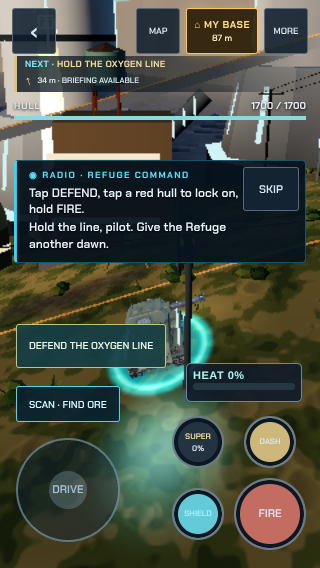 ‹
MAP
⌂ MY BASE
87 m
MORE
NEXT · HOLD THE OXYGEN LINE
34 m · BRIEFING AVAILABLE
HULL
1700 / 1700
◉ RADIO · REFUGE COMMAND
Tap DEFEND, tap a red hull to lock on,
hold FIRE.
Hold the line, pilot. Give the Refuge
another dawn.
SKIP
DEFEND THE OXYGEN LINE
HEAT 0%
SCAN · FIND ORE
SUPER
0%
DASH
DRIVE
SHIELD
FIRE